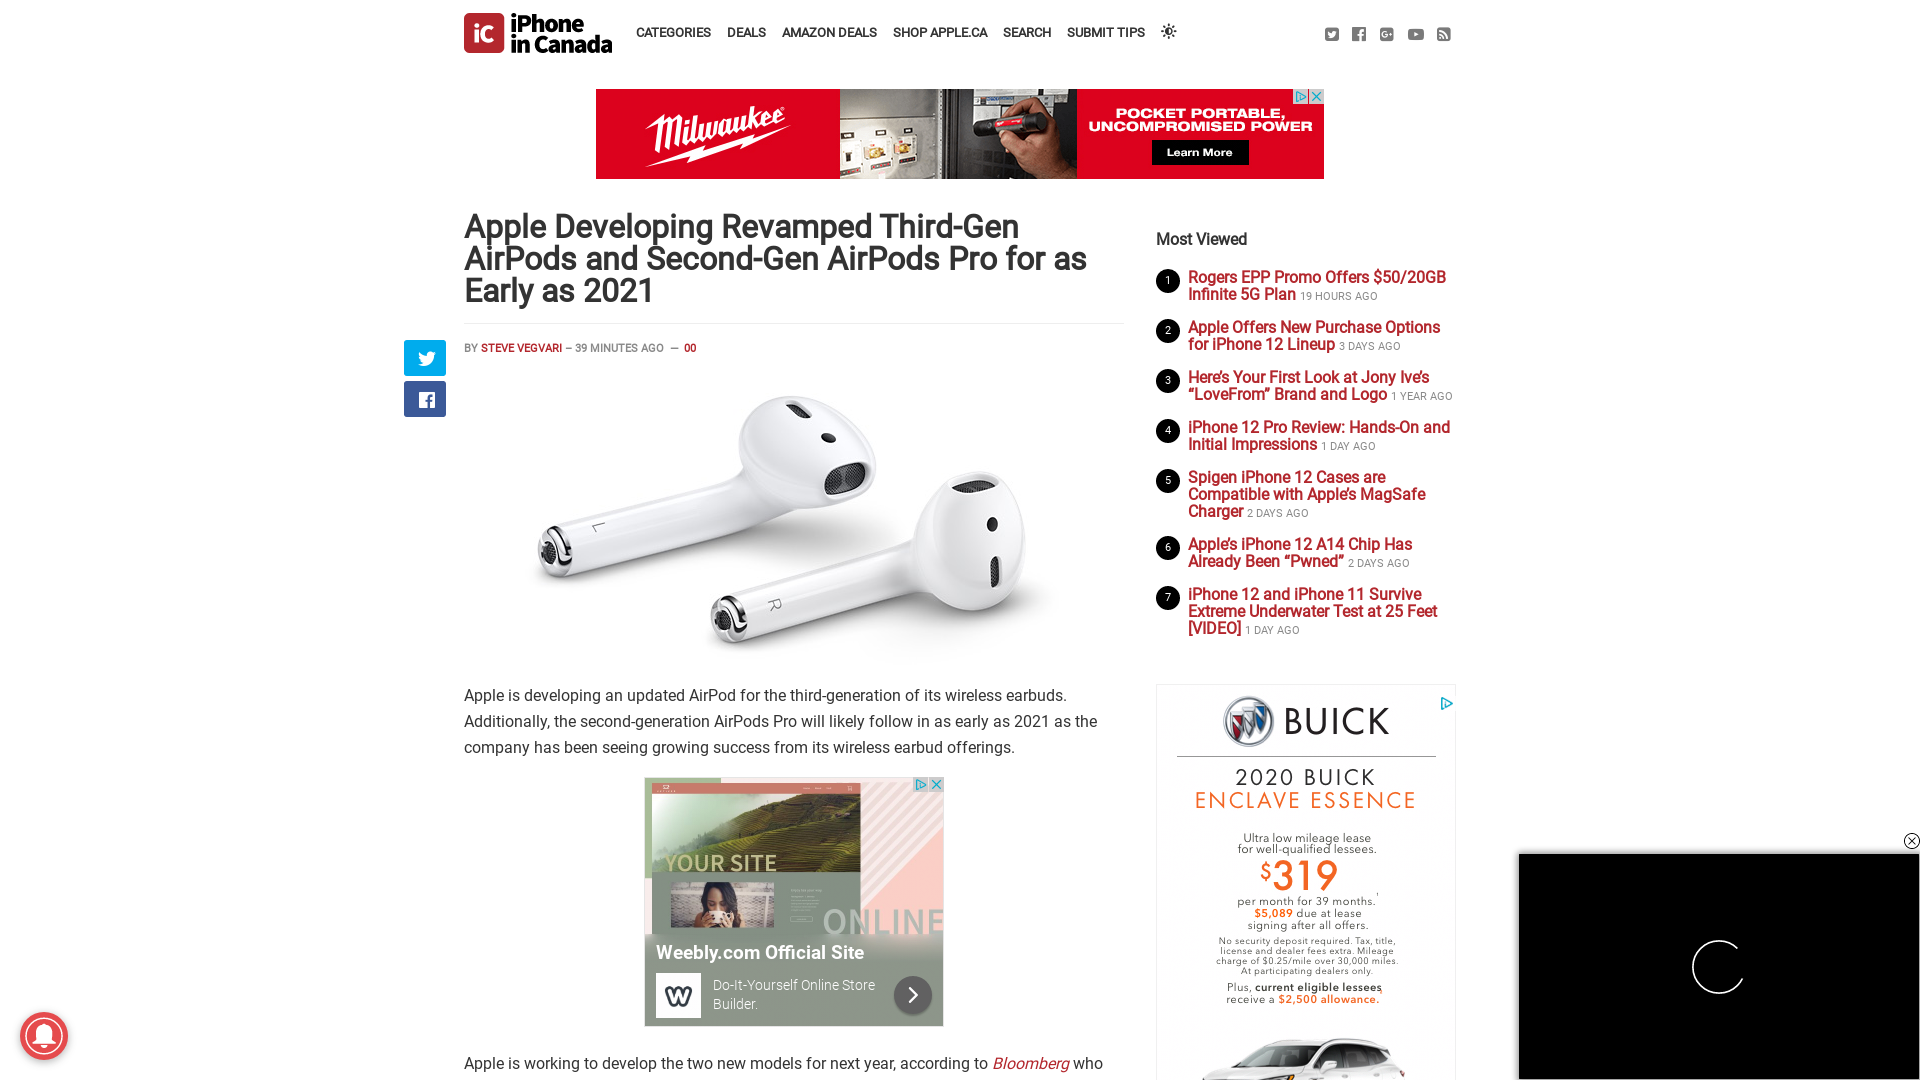 iC iPhone
in Canada
CATEGORIES DEALS AMAZON DEALS SHOP APPLE.CA SEARCH SUBMIT TIPS
Milwaukee
POCKET PORTABLE,
UNCOMPROMISED POWER
Learn More
Apple Developing Revamped Third-Gen
AirPods and Second-Gen AirPods Pro for as
Early as 2021
BY STEVE VEGVARI – 39 MINUTES AGO — 00
L
R
Apple is developing an updated AirPod for the third-generation of its wireless earbuds.
Additionally, the second-generation AirPods Pro will likely follow in as early as 2021 as the
company has been seeing growing success from its wireless earbud offerings.
YOUR SITE
ONLINE
Weebly.com Official Site
Do-It-Yourself Online Store
Builder.
Apple is working to develop the two new models for next year, according to Bloomberg who
Most Viewed
1 Rogers EPP Promo Offers $50/20GB
Infinite 5G Plan 19 HOURS AGO
2 Apple Offers New Purchase Options
for iPhone 12 Lineup 3 DAYS AGO
3 Here’s Your First Look at Jony Ive’s
“LoveFrom” Brand and Logo 1 YEAR AGO
4 iPhone 12 Pro Review: Hands-On and
Initial Impressions 1 DAY AGO
5 Spigen iPhone 12 Cases are
Compatible with Apple’s MagSafe
Charger 2 DAYS AGO
6 Apple’s iPhone 12 A14 Chip Has
Already Been “Pwned” 2 DAYS AGO
7 iPhone 12 and iPhone 11 Survive
Extreme Underwater Test at 25 Feet
[VIDEO] 1 DAY AGO
BUICK
2020 BUICK
ENCLAVE ESSENCE
Ultra low mileage lease
for well-qualified lessees.
$319
per month for 39 months.
$5,089 due at lease
signing after all offers.
No security deposit required. Tax, title,
license and dealer fees extra. Mileage
charge of $0.25/mile over 30,000 miles.
At participating dealers only.
Plus, current eligible lessees
receive a $2,500 allowance.